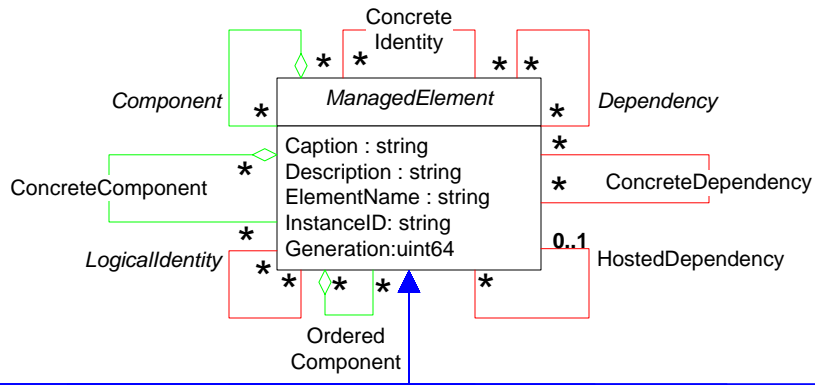 Concrete
Identity
* * * *
Component * ManagedElement * Dependency
Caption : string *
* Description : string
ConcreteComponent ElementName : string * ConcreteDependency
InstanceID: string
* Generation:uint64 0..1
LogicalIdentity * HostedDependency
* * * *
Ordered
Component